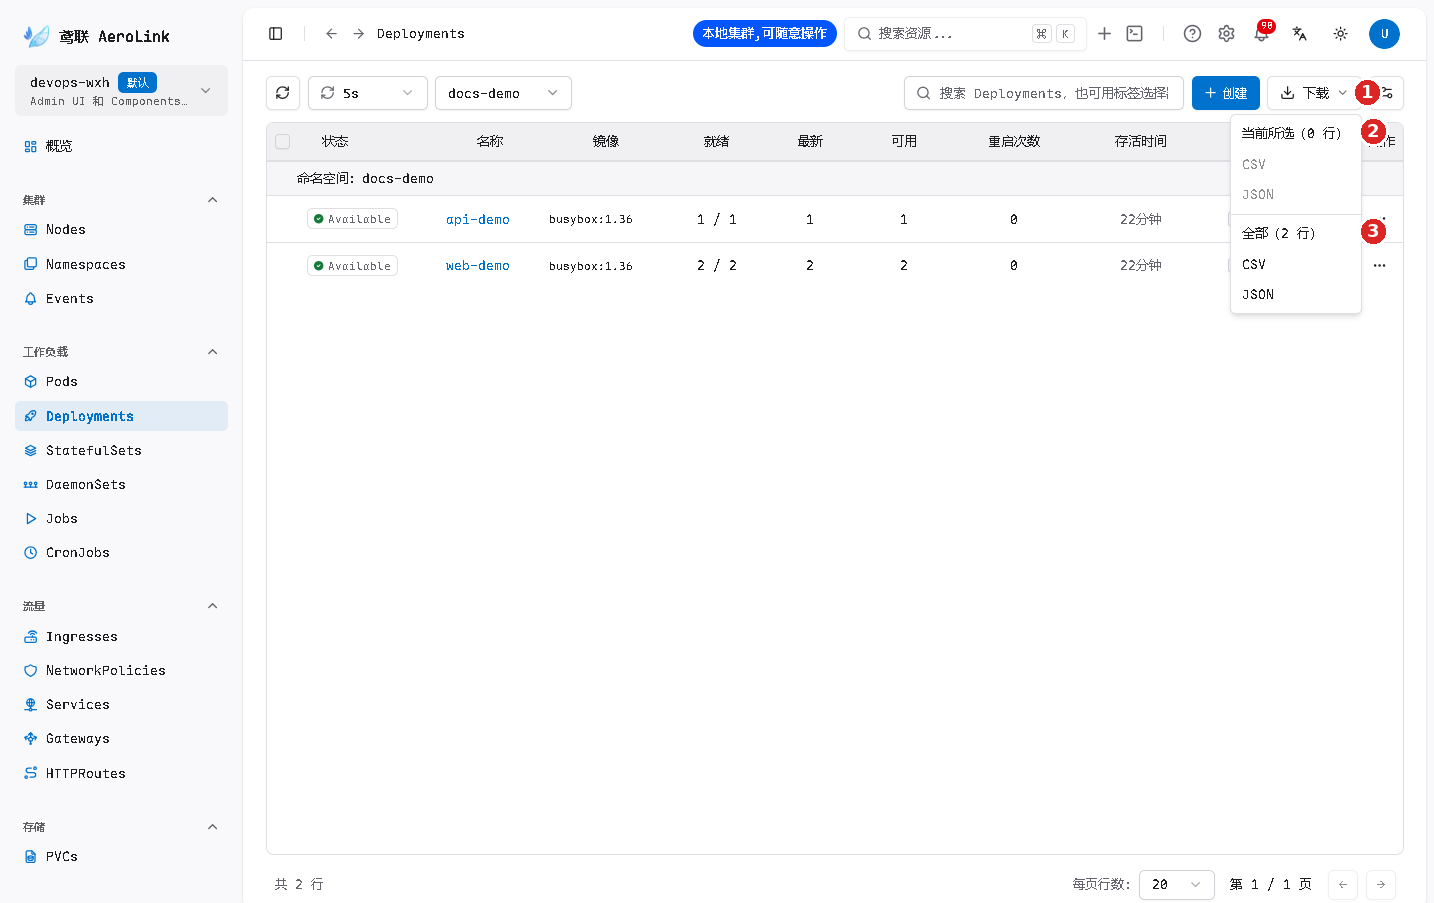 鸢联 AeroLink
devops-wxh 默认
Admin UI 和 Components…
概览
集群
Nodes
Namespaces
Events
工作负载
Pods
Deployments
StatefulSets
DaemonSets
Jobs
CronJobs
流量
Ingresses
NetworkPolicies
Services
Gateways
HTTPRoutes
存储
PVCs
Deployments
本地集群,可随意操作
搜索资源...
⌘ K
98
U
5s
docs-demo
搜索 Deployments, 也可用标签选择
+ 创建
下载
1
状态 名称 镜像 就绪 最新 可用 重启次数 存活时间 作
命名空间: docs-demo
Available api-demo busybox:1.36 1 / 1 1 1 0 22分钟
Available web-demo busybox:1.36 2 / 2 2 2 0 22分钟 ...
当前所选 (0 行) 2
CSV
JSON
全部 (2 行) 3
CSV
JSON
共 2 行
每页行数: 20 第 1 / 1 页